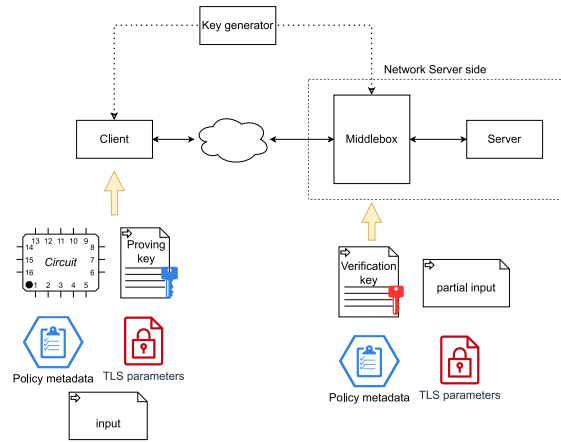 Key generator
Network Server side
Client
Middlebox
Server
13 12 11 10 9
14 8
15 Circuit 7
16 6
1 2 3 4 5
Proving
key
Verification
key
partial input
Policy metadata
TLS parameters
Policy metadata
TLS parameters
input